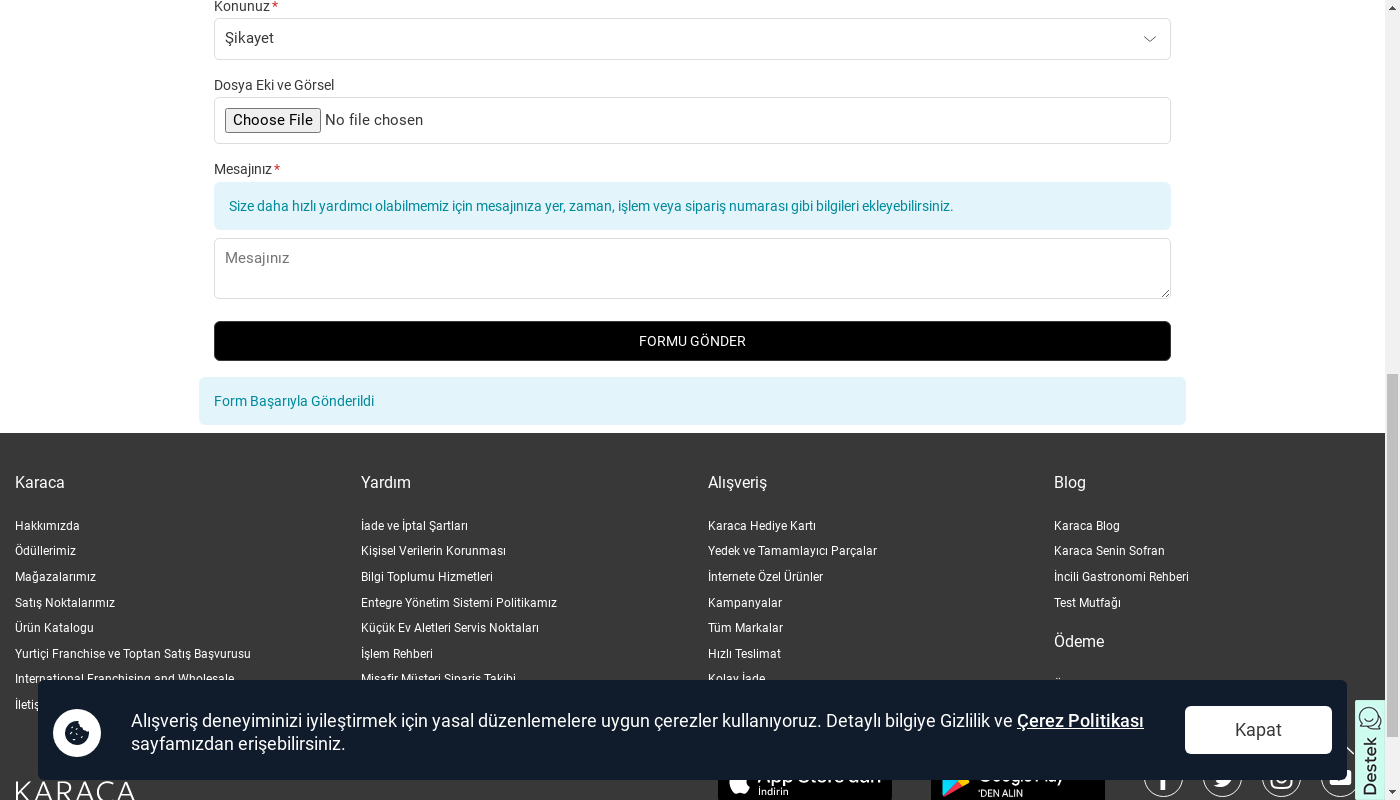 Konunuz *
Şikayet
Dosya Eki ve Görsel
Choose File No file chosen
Mesajınız *
Size daha hızlı yardımcı olabilmemiz için mesajınıza yer, zaman, işlem veya sipariş numarası gibi bilgileri ekleyebilirsiniz.
Mesajınız
FORMU GÖNDER
Form Başarıyla Gönderildi
Karaca
Hakkımızda
Ödüllerimiz
Mağazalarımız
Satış Noktalarımız
Ürün Katalogu
Yurtiçi Franchise ve Toptan Satış Başvurusu
International Franchising and Wholesale
Yardım
İade ve İptal Şartları
Kişisel Verilerin Korunması
Bilgi Toplumu Hizmetleri
Entegre Yönetim Sistemi Politikamız
Küçük Ev Aletleri Servis Noktaları
İşlem Rehberi
Misafir Müşteri Sipariş Takibi
Alışveriş
Karaca Hediye Kartı
Yedek ve Tamamlayıcı Parçalar
İnternete Özel Ürünler
Kampanyalar
Tüm Markalar
Hızlı Teslimat
Kolay İade
Blog
Karaca Blog
Karaca Senin Sofran
İncili Gastronomi Rehberi
Test Mutfağı
Ödeme
Alışveriş deneyiminizi iyileştirmek için yasal düzenlemelere uygun çerezler kullanıyoruz. Detaylı bilgiye Gizlilik ve Çerez Politikası
sayfamızdan erişebilirsiniz.
Kapat
Destek
KARACA
App Store'dan
İndirin
Google Play
'DEN ALIN